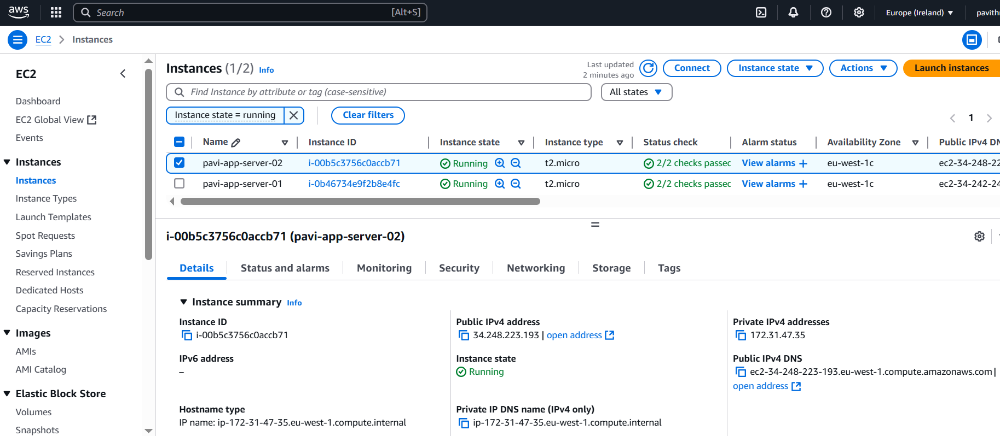 aws
Search
[Alt+S]
Europe (Ireland)
pavith
EC2
Instances
EC2
Dashboard
EC2 Global View
Events
Instances
Instances
Instance Types
Launch Templates
Spot Requests
Savings Plans
Reserved Instances
Dedicated Hosts
Capacity Reservations
Images
AMIs
AMI Catalog
Elastic Block Store
Volumes
Snapshots
Instances (1/2) Info
Last updated
2 minutes ago
Connect
Instance state
Actions
Launch instances
Find Instance by attribute or tag (case-sensitive)
All states
Instance state = running
Clear filters
1
Name Instance ID Instance state Instance type Status check Alarm status Availability Zone Public IPv4 DN
pavi-app-server-02 i-00b5c3756c0accb71 Running t2.micro 2/2 checks passed View alarms + eu-west-1c ec2-34-248-22
pavi-app-server-01 i-0b46734e9f2b8e4fc Running t2.micro 2/2 checks passed View alarms + eu-west-1c ec2-34-242-24
i-00b5c3756c0accb71 (pavi-app-server-02)
Details
Status and alarms
Monitoring
Security
Networking
Storage
Tags
Instance summary Info
Instance ID
i-00b5c3756c0accb71
Public IPv4 address
34.248.223.193 | open address
Private IPv4 addresses
172.31.47.35
IPv6 address
–
Instance state
Running
Public IPv4 DNS
ec2-34-248-223-193.eu-west-1.compute.amazonaws.com |
open address
Hostname type
IP name: ip-172-31-47-35.eu-west-1.compute.internal
Private IP DNS name (IPv4 only)
ip-172-31-47-35.eu-west-1.compute.internal